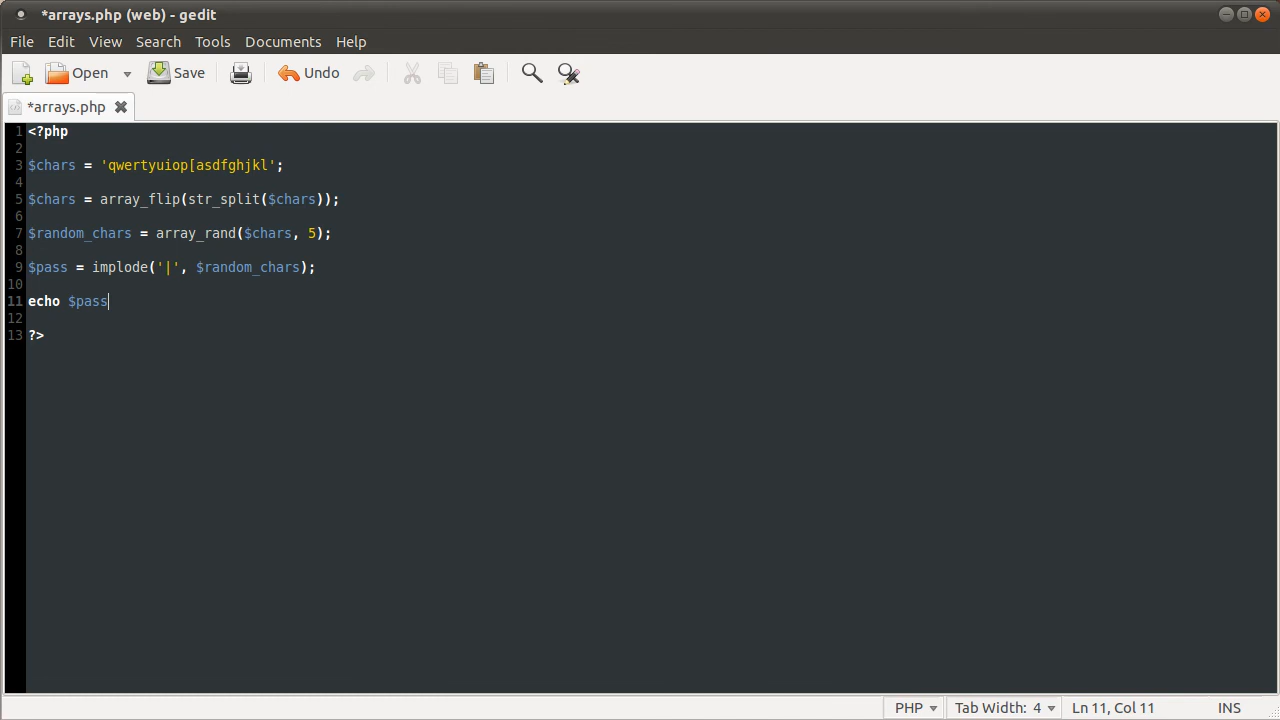 *arrays.php (web) - gedit
File Edit View Search Tools Documents Help
Open Save Undo
*arrays.php
1 <?php
2
3 $chars = 'qwertyuiop[asdfghjkl';
4
5 $chars = array_flip(str_split($chars));
6
7 $random_chars = array_rand($chars, 5);
8
9 $pass = implode('|', $random_chars);
10
11 echo $pass
12
13 ?>
PHP Tab Width: 4 Ln 11, Col 11 INS